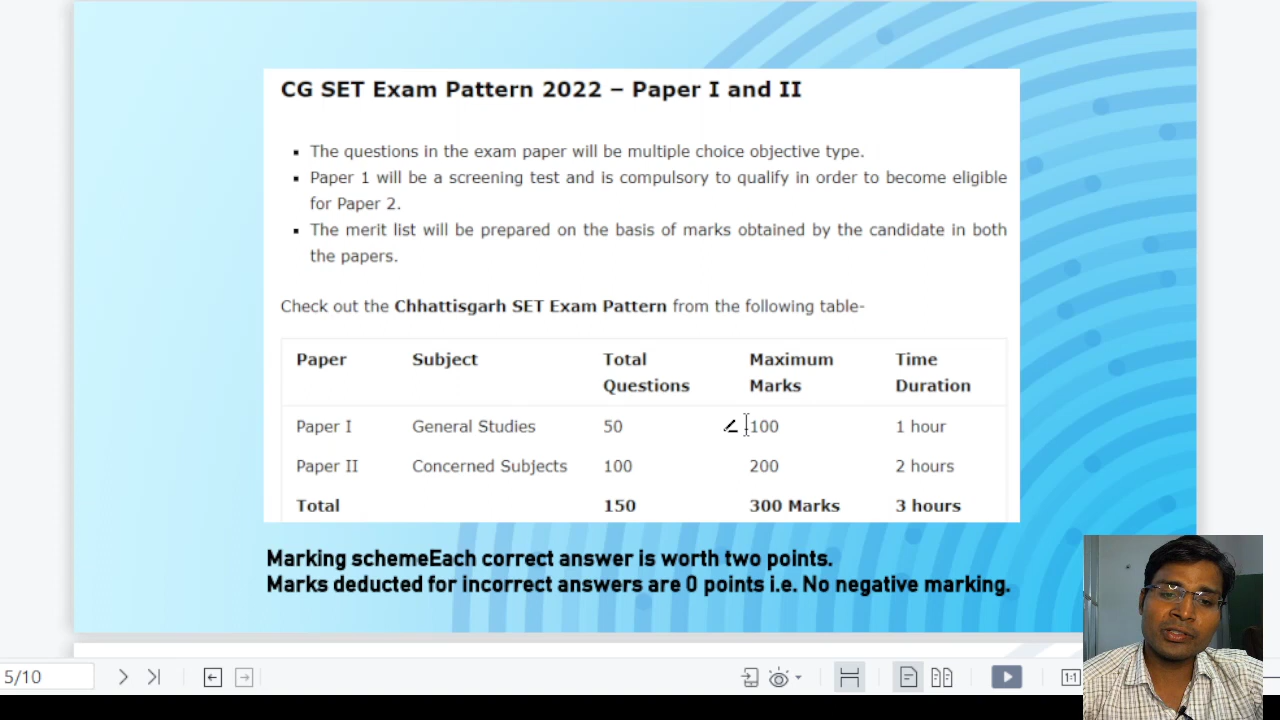 CG SET Exam Pattern 2022 – Paper I and II
▪ The questions in the exam paper will be multiple choice objective type.
▪ Paper 1 will be a screening test and is compulsory to qualify in order to become eligible
for Paper 2.
▪ The merit list will be prepared on the basis of marks obtained by the candidate in both
the papers.
Check out the Chhattisgarh SET Exam Pattern from the following table-
Paper Subject Total Questions Maximum Marks Time Duration
Paper I General Studies 50 100 1 hour
Paper II Concerned Subjects 100 200 2 hours
Total 150 300 Marks 3 hours
Marking schemeEach correct answer is worth two points.
Marks deducted for incorrect answers are 0 points i.e. No negative marking.
5/10
1:1